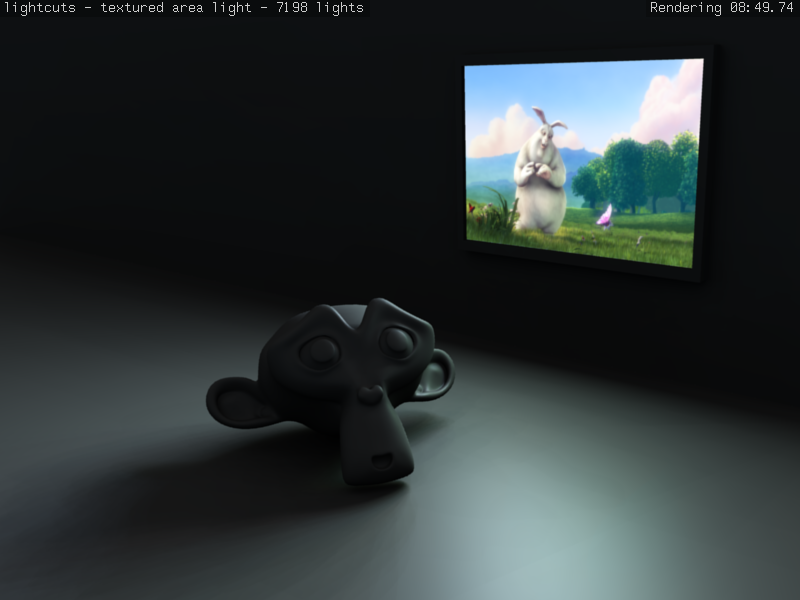 lightcuts - textured area light - 7198 lights
Rendering 08:49.74